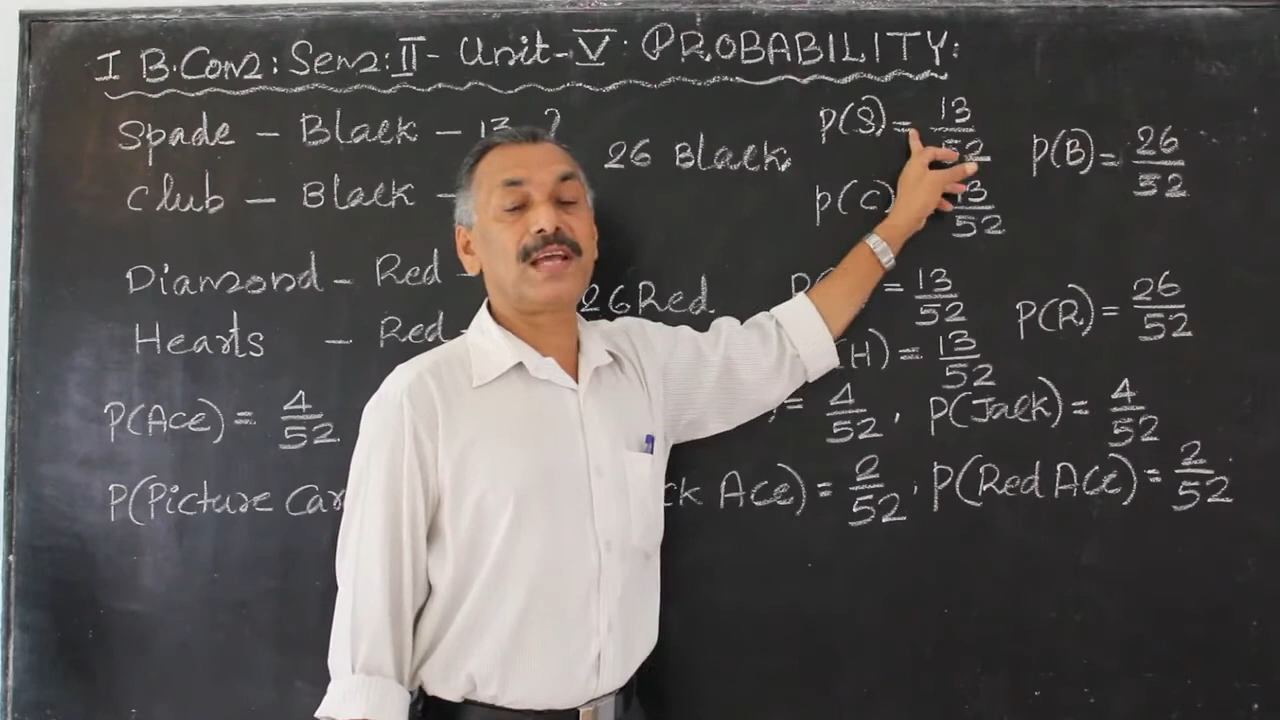 I B.Com: Sem: II - Unit - V. PROBABILITY:
Spade - Black - 13 P(S) = 13/52
26 Black P(B) = 26/52
Club - Black - P(C) 13/52
Diamond - Red - 26 Red P( = 13/52 P(R) = 26/52
Hearts - Red - (H) = 13/52
P(Ace) = 4/52 = 4/52, P(Jack) = 4/52
P(Picture Car ck Ace) = 2/52, P(Red Ace) = 2/52